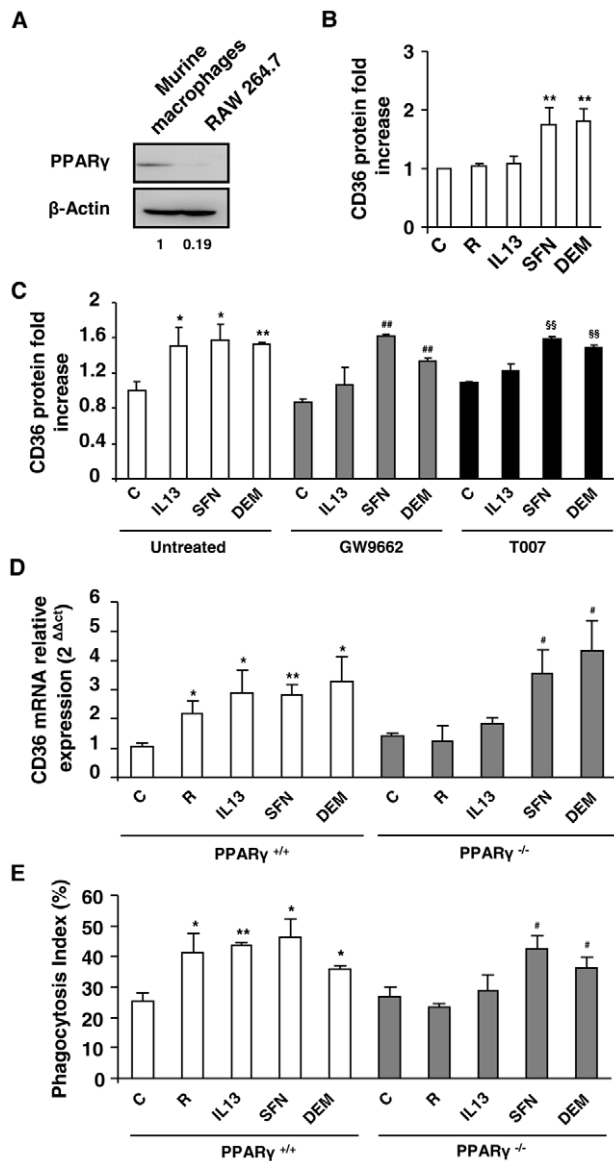 A
Murine
macrophages
RAW 264.7
PPARγ
β-Actin
1 0.19
B
CD36 protein fold
increase
3
2
1
0
** **
C R IL13 SFN DEM
C
CD36 protein fold
increase
2
1.6
1.2
0.8
0.4
0
* * **
## ##
§§ §§
C IL13 SFN DEM C IL13 SFN DEM C IL13 SFN DEM
Untreated GW9662 T007
D
CD36 mRNA relative
expression (2 ΔΔct)
6
5
4
3
2
1
0
* * ** *
# #
C R IL13 SFN DEM C R IL13 SFN DEM
PPARγ +/+ PPARγ -/-
E
Phagocytosis Index (%)
60
50
40
30
20
10
0
* ** * *
# #
C R IL13 SFN DEM C R IL13 SFN DEM
PPARγ +/+ PPARγ -/-